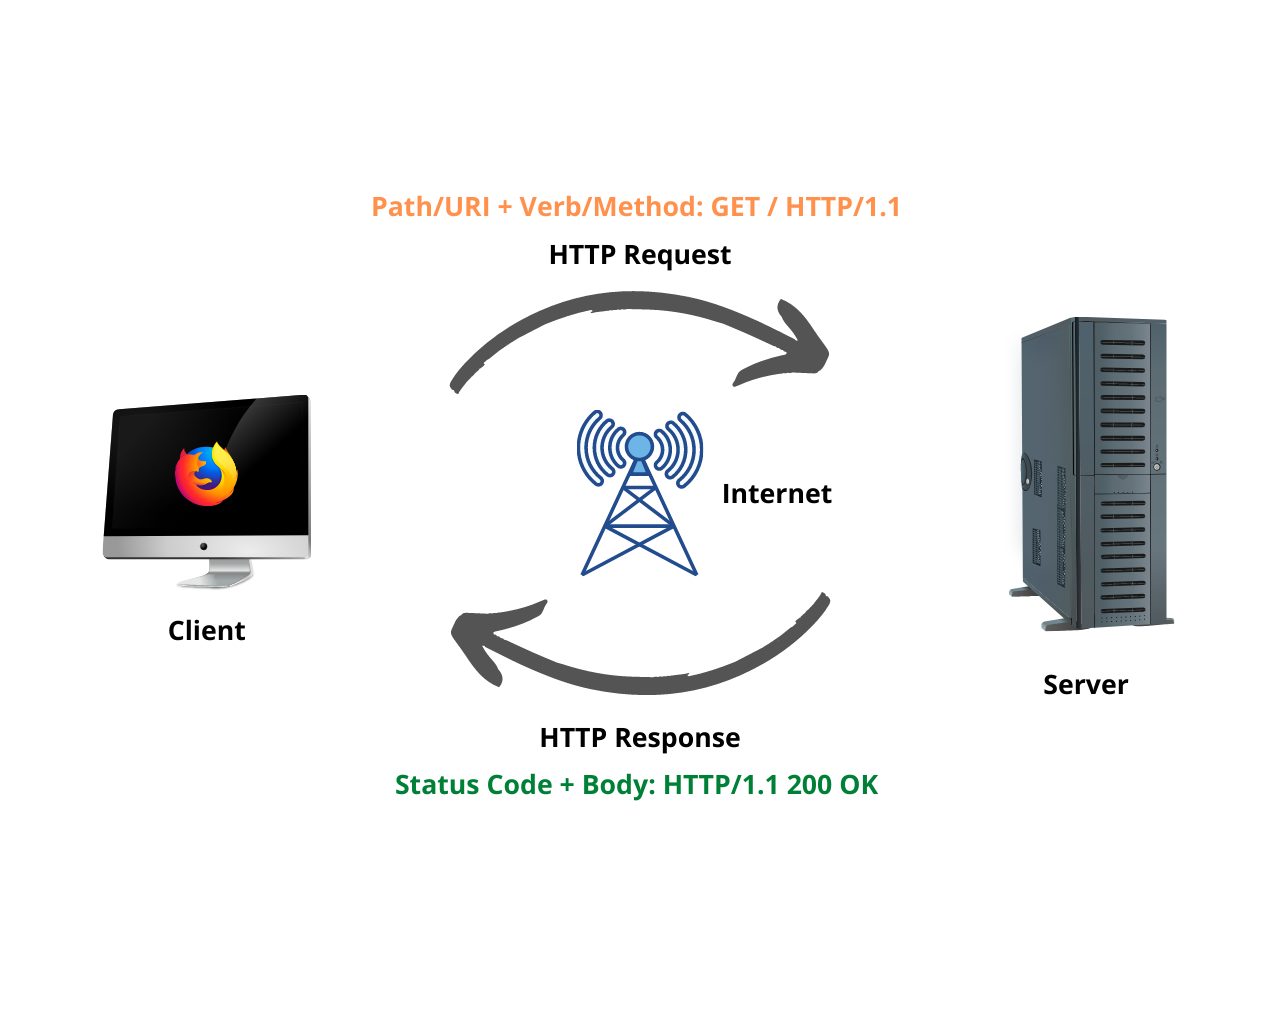 Path/URI + Verb/Method: GET / HTTP/1.1
HTTP Request
Internet
Client
Server
HTTP Response
Status Code + Body: HTTP/1.1 200 OK